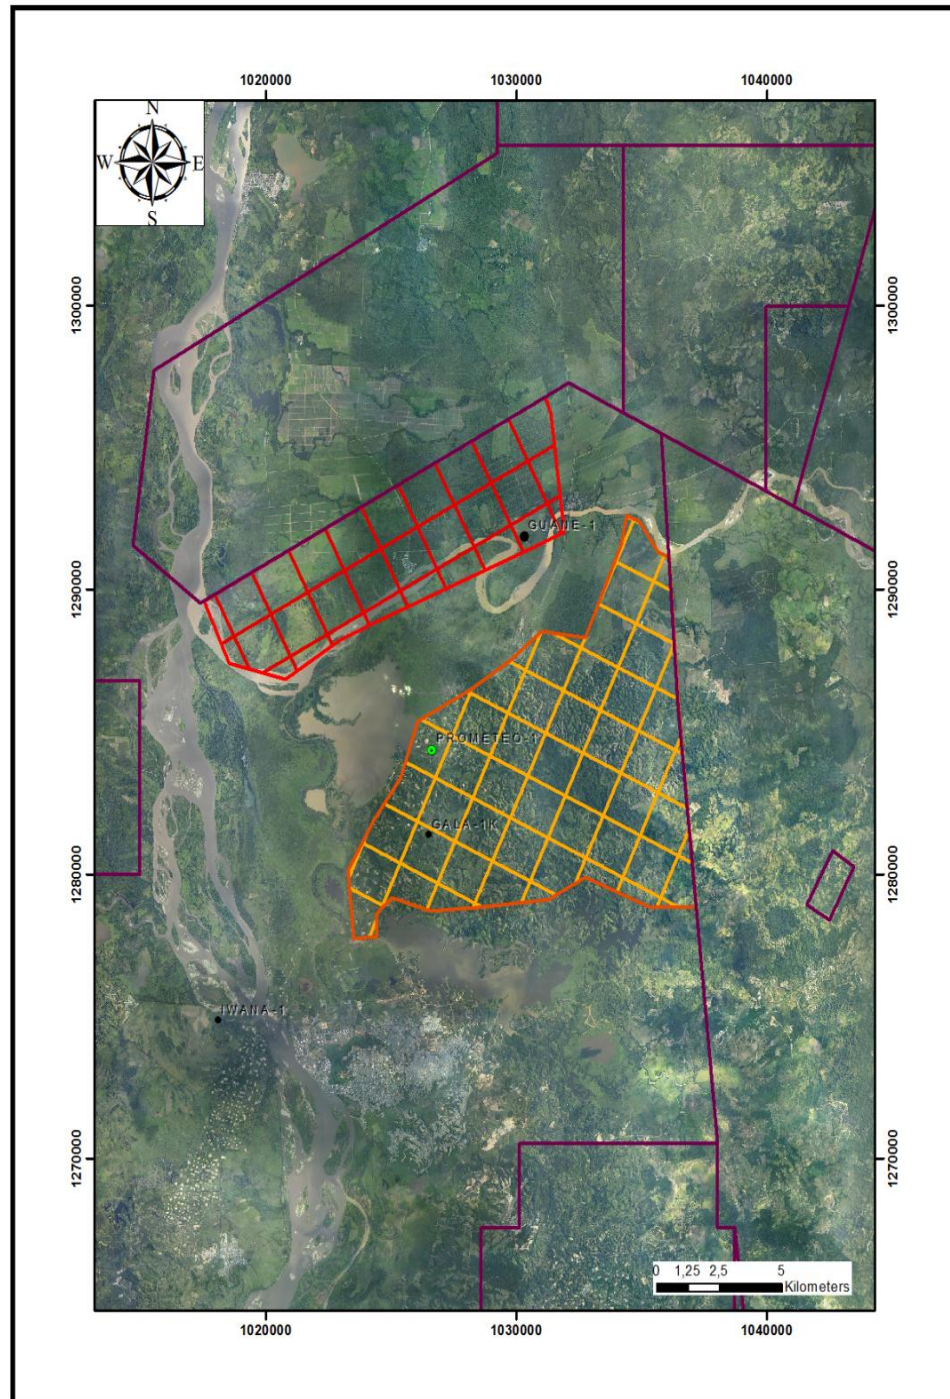 1020000 1030000 1040000
N
W E
S
1300000 1300000
GUANE-1
1290000 1290000
PROMETEO-1
GALA-1K
1280000 1280000
IWANA-1
1270000 1270000
0 1,25 2,5 5
Kilometers
1020000 1030000 1040000